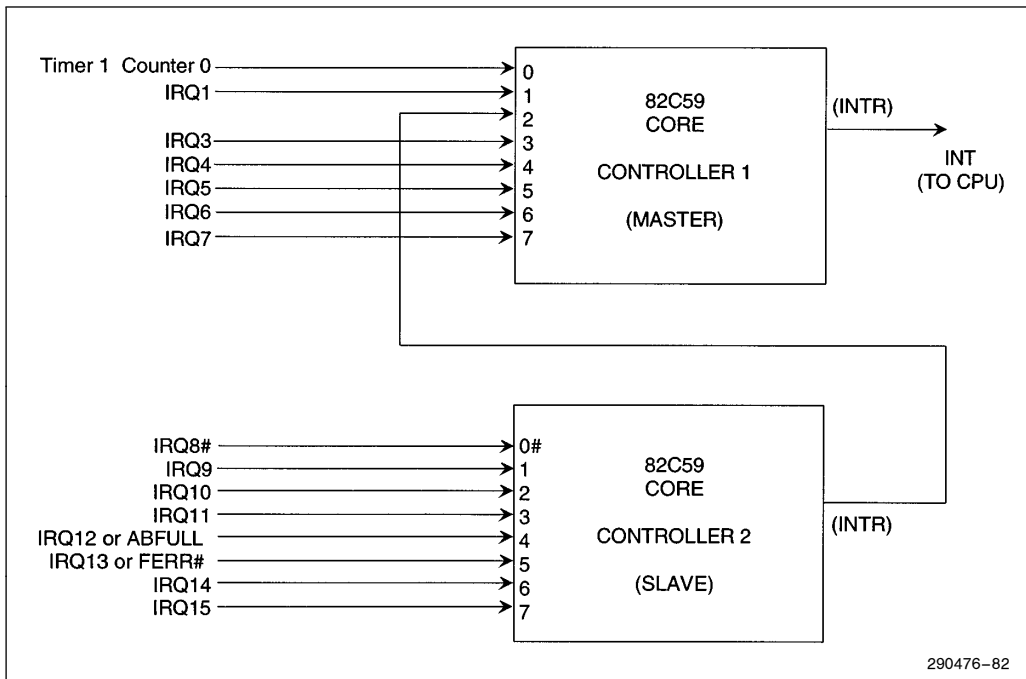 Timer 1 Counter 0
IRQ1
IRQ3
IRQ4
IRQ5
IRQ6
IRQ7
0
1
2
3
4
5
6
7
82C59
CORE
CONTROLLER 1
(MASTER)
(INTR)
INT
(TO CPU)
IRQ8#
IRQ9
IRQ10
IRQ11
IRQ12 or ABFULL
IRQ13 or FERR#
IRQ14
IRQ15
0#
1
2
3
4
5
6
7
82C59
CORE
CONTROLLER 2
(SLAVE)
(INTR)
290476-82